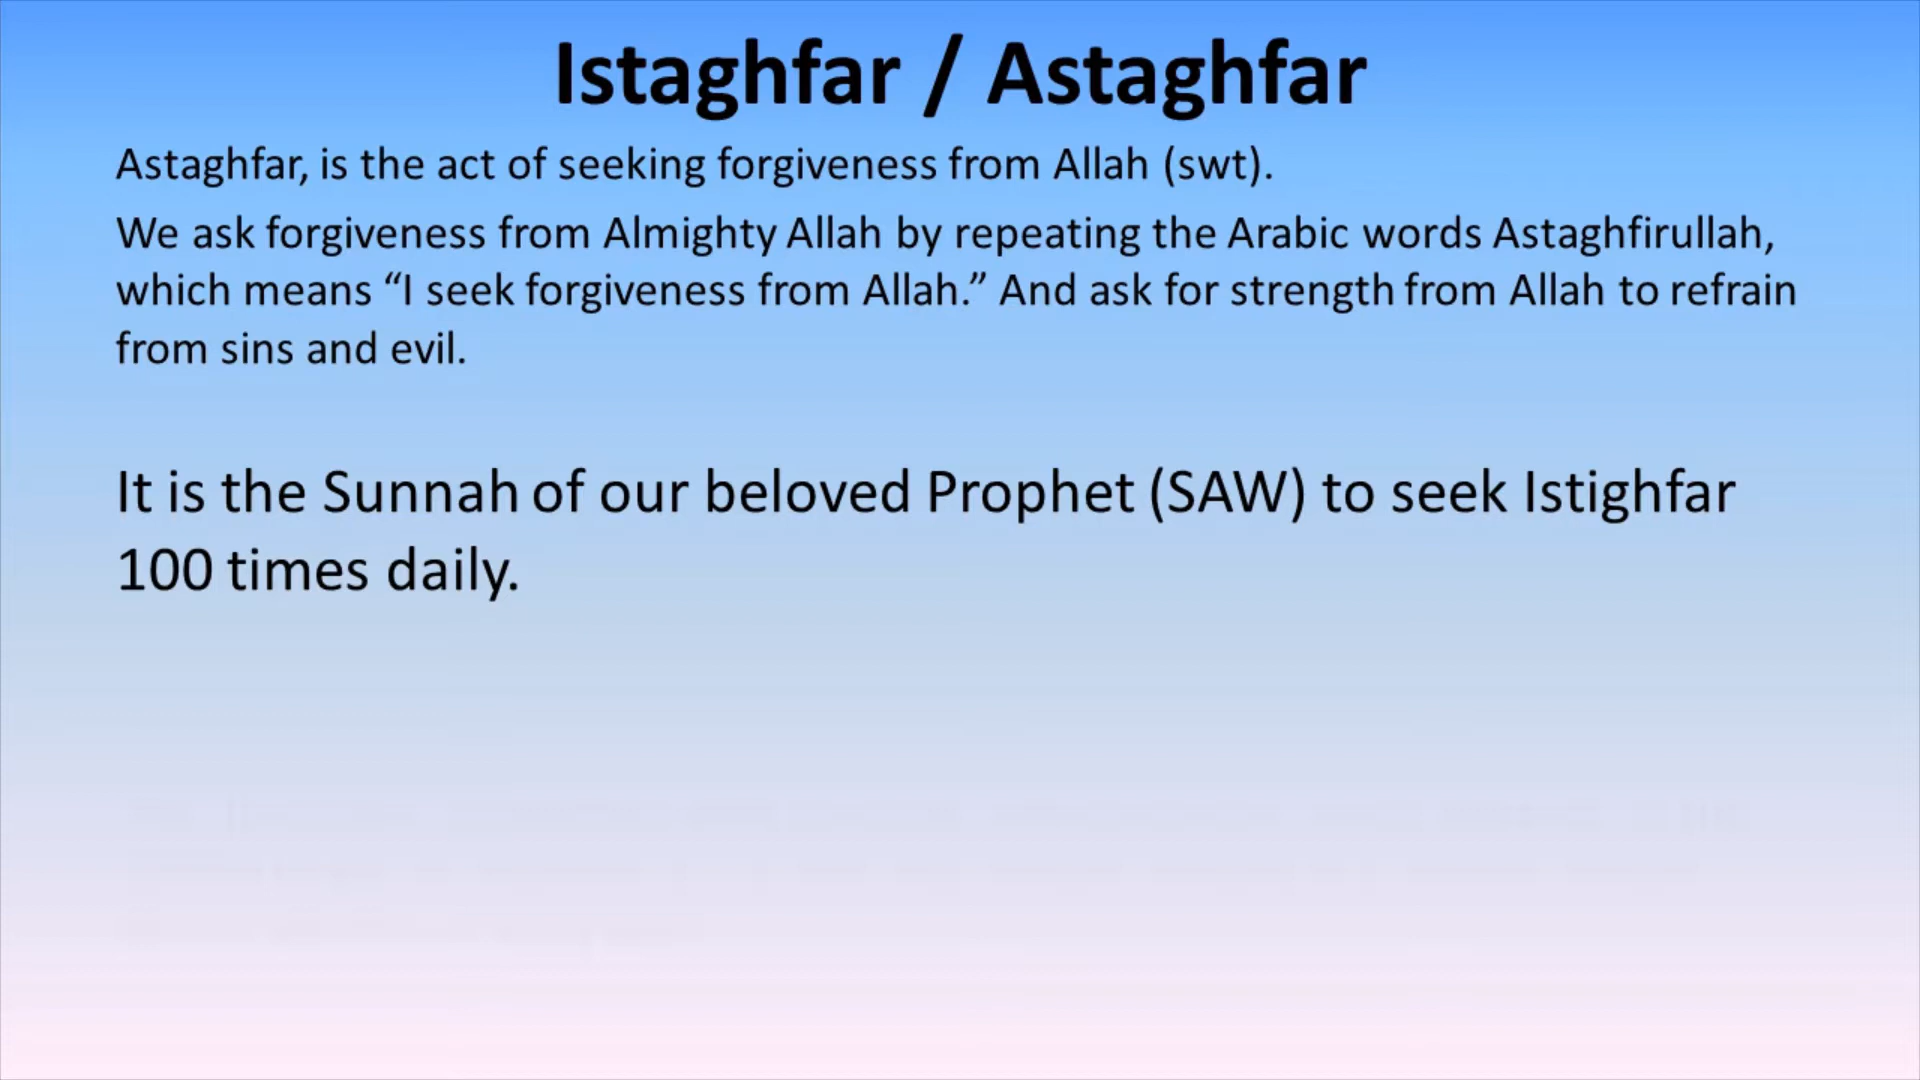 Istaghfar / Astaghfar
Astaghfar, is the act of seeking forgiveness from Allah (swt).
We ask forgiveness from Almighty Allah by repeating the Arabic words Astaghfirullah,
which means “I seek forgiveness from Allah.” And ask for strength from Allah to refrain
from sins and evil.
It is the Sunnah of our beloved Prophet (SAW) to seek Istighfar
100 times daily.